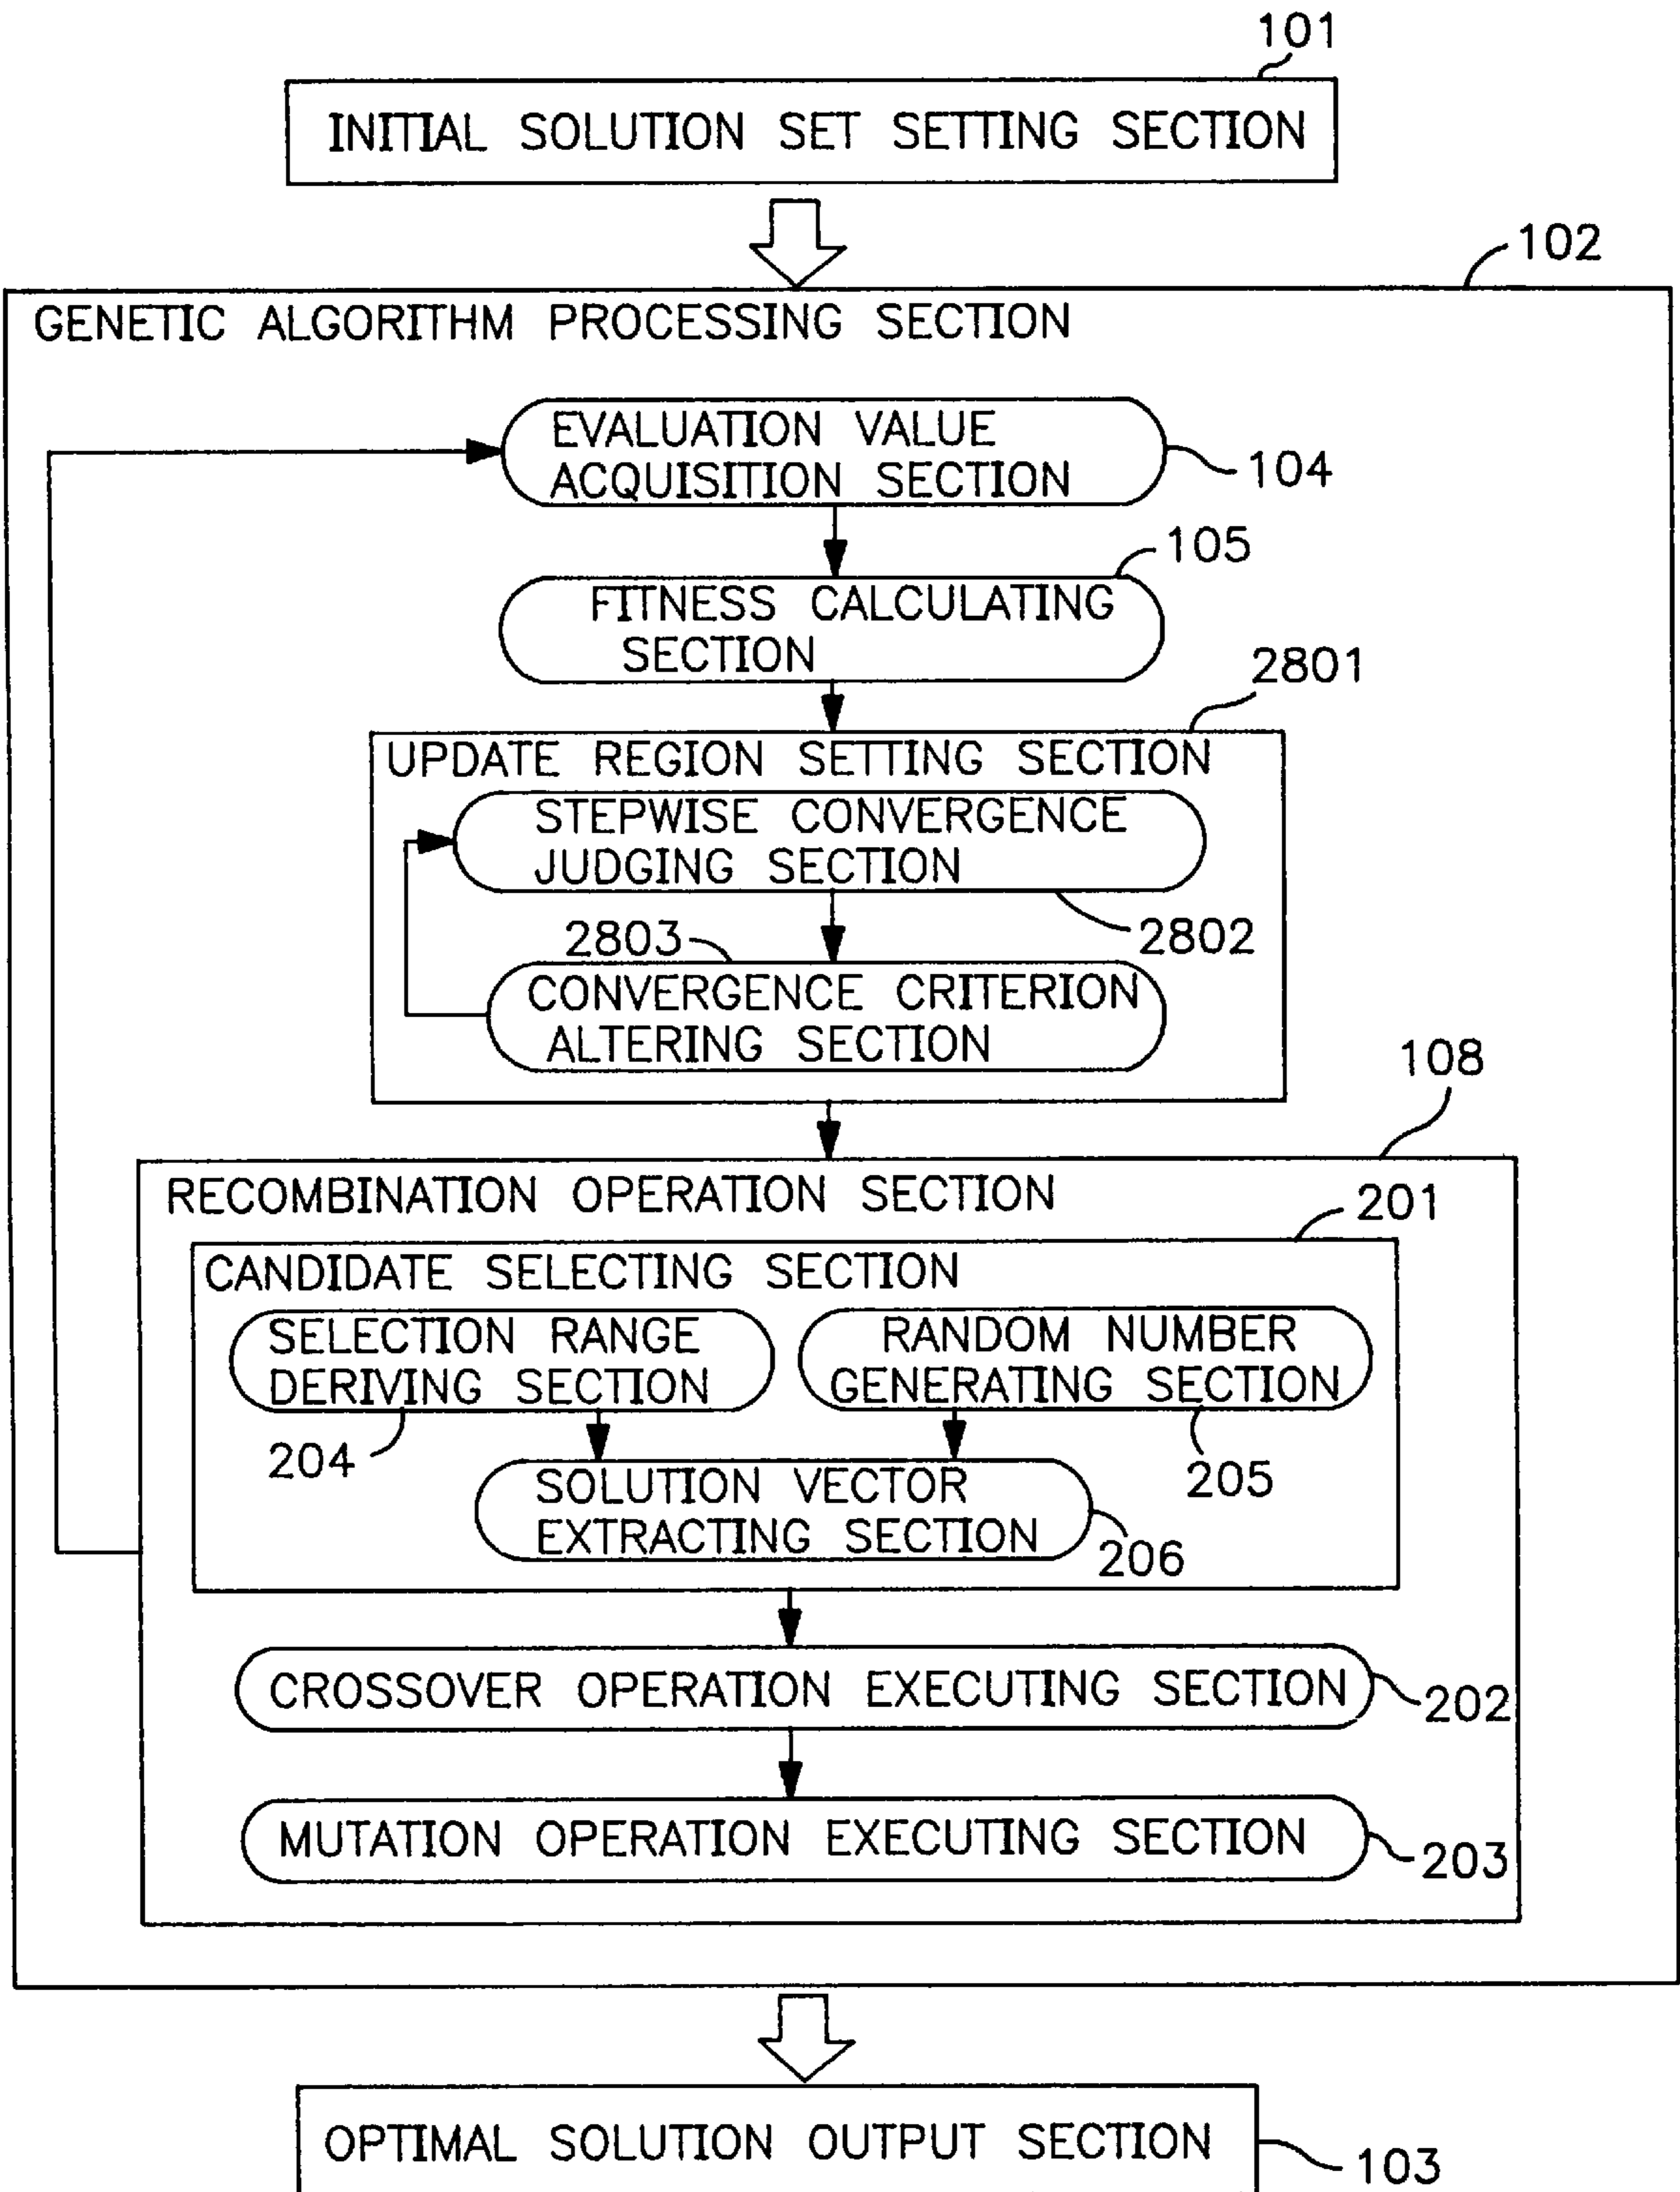 101
INITIAL SOLUTION SET SETTING SECTION
102
GENETIC ALGORITHM PROCESSING SECTION
EVALUATION VALUE
ACQUISITION SECTION
104
105
FITNESS CALCULATING
SECTION
2801
UPDATE REGION SETTING SECTION
STEPWISE CONVERGENCE
JUDGING SECTION
2802
2803
CONVERGENCE CRITERION
ALTERING SECTION
108
RECOMBINATION OPERATION SECTION
201
CANDIDATE SELECTING SECTION
SELECTION RANGE
DERIVING SECTION
204
RANDOM NUMBER
GENERATING SECTION
205
SOLUTION VECTOR
EXTRACTING SECTION
206
CROSSOVER OPERATION EXECUTING SECTION
202
MUTATION OPERATION EXECUTING SECTION
203
OPTIMAL SOLUTION OUTPUT SECTION
103